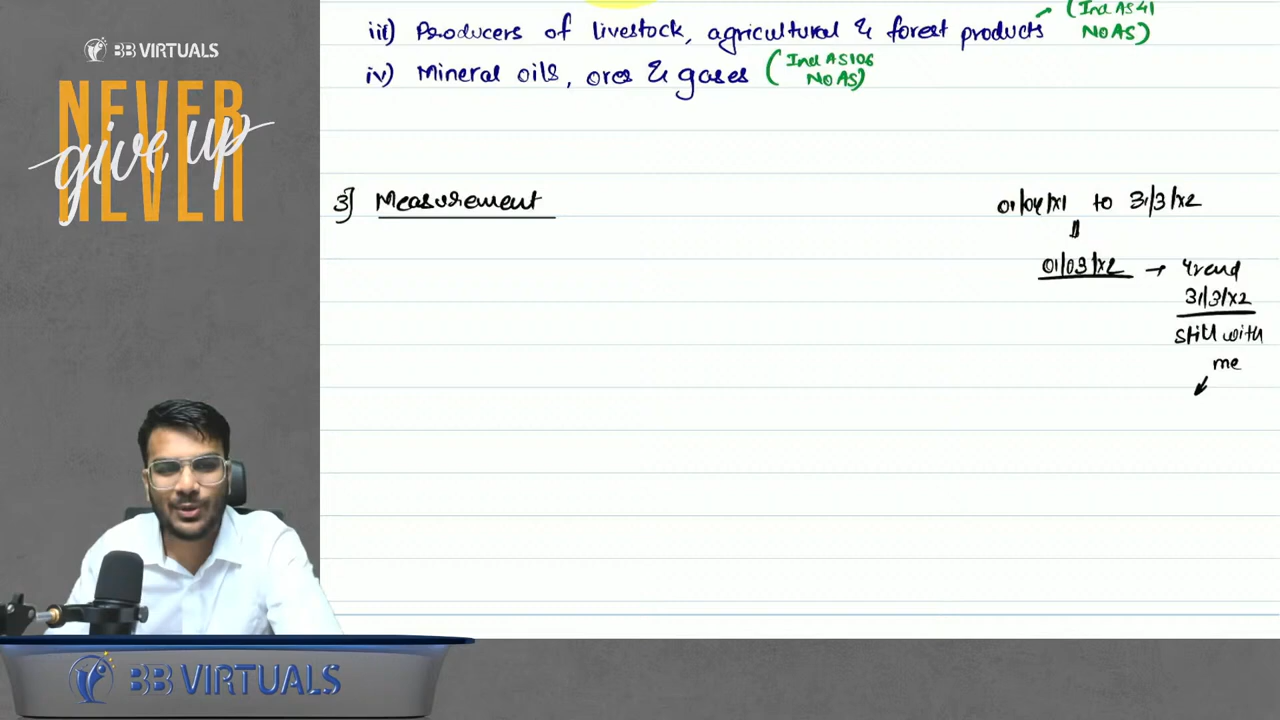 BB VIRTUALS
NEVER
give up
NEVER
(Ind AS 41
iii) Producers of livestock, agricultural & forest products
NO AS)
iv) Mineral oils, ores & gases
(Ind AS 106
NO AS)
3] Measurement
01/04/x1 to 31/3/x2
01/03/x2 →
31/3/x2
still with
me
BB VIRTUALS